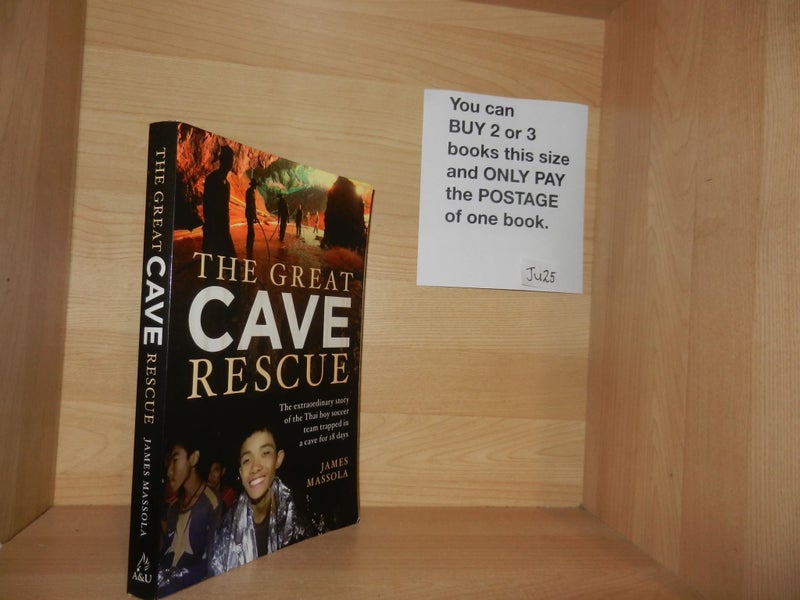 THE GREAT CAVE RESCUE JAMES MASSOLA
A&U
THE GREAT
CAVE
RESCUE
The extraordinary story
of the Thai boy soccer
team trapped in
a cave for 18 days
JAMES
MASSOLA
You can
BUY 2 or 3
books this size
and ONLY PAY
the POSTAGE
of one book.
Ju25